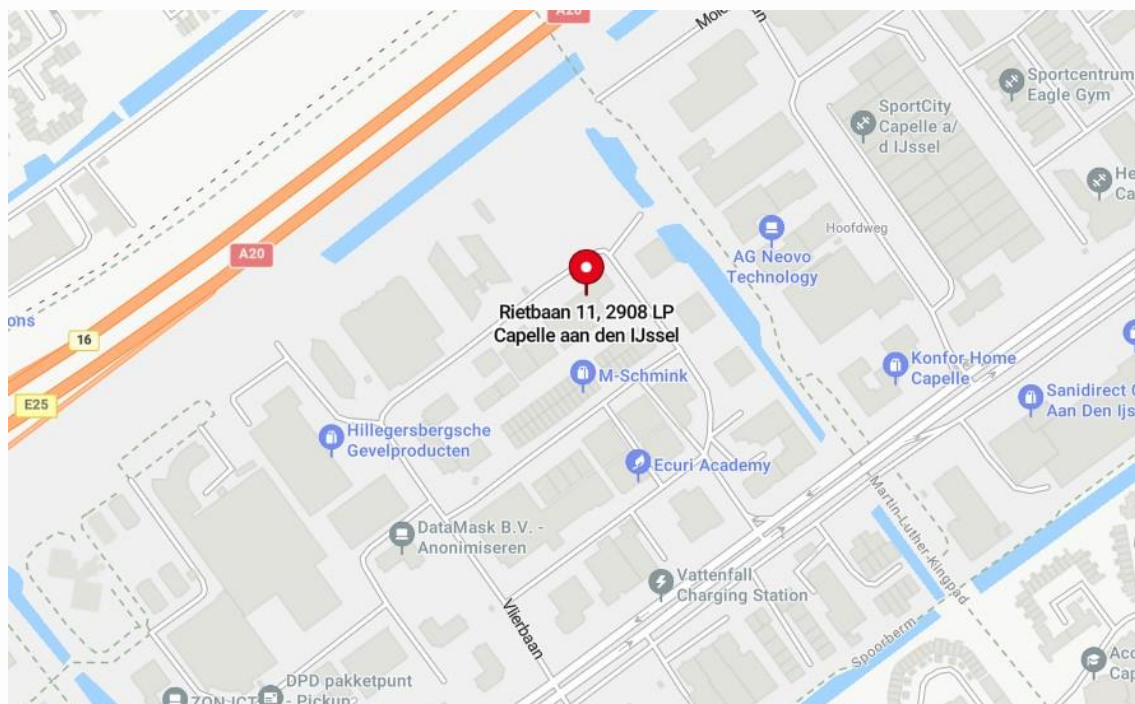 A20
Sportcentrum
Eagle Gym
SportCity
Capelle a/
d IJssel
He
Ca
Hoofdweg
AG Neovo
Technology
A20
Rietbaan 11, 2908 LP
Capelle aan den IJssel
ons
16
E25
M-Schmink
Konfor Home
Capelle
Sanidirect C
Aan Den Ijs
Hillegersbergsche
Gevelproducten
Ecuri Academy
Martin-Luther-Kingpad
DataMask B.V. -
Anonimiseren
Vattenfall
Charging Station
Vlierbaan
Spoorberm
Acc
Cap
DPD pakketpunt
- Pickup
ZON ICT